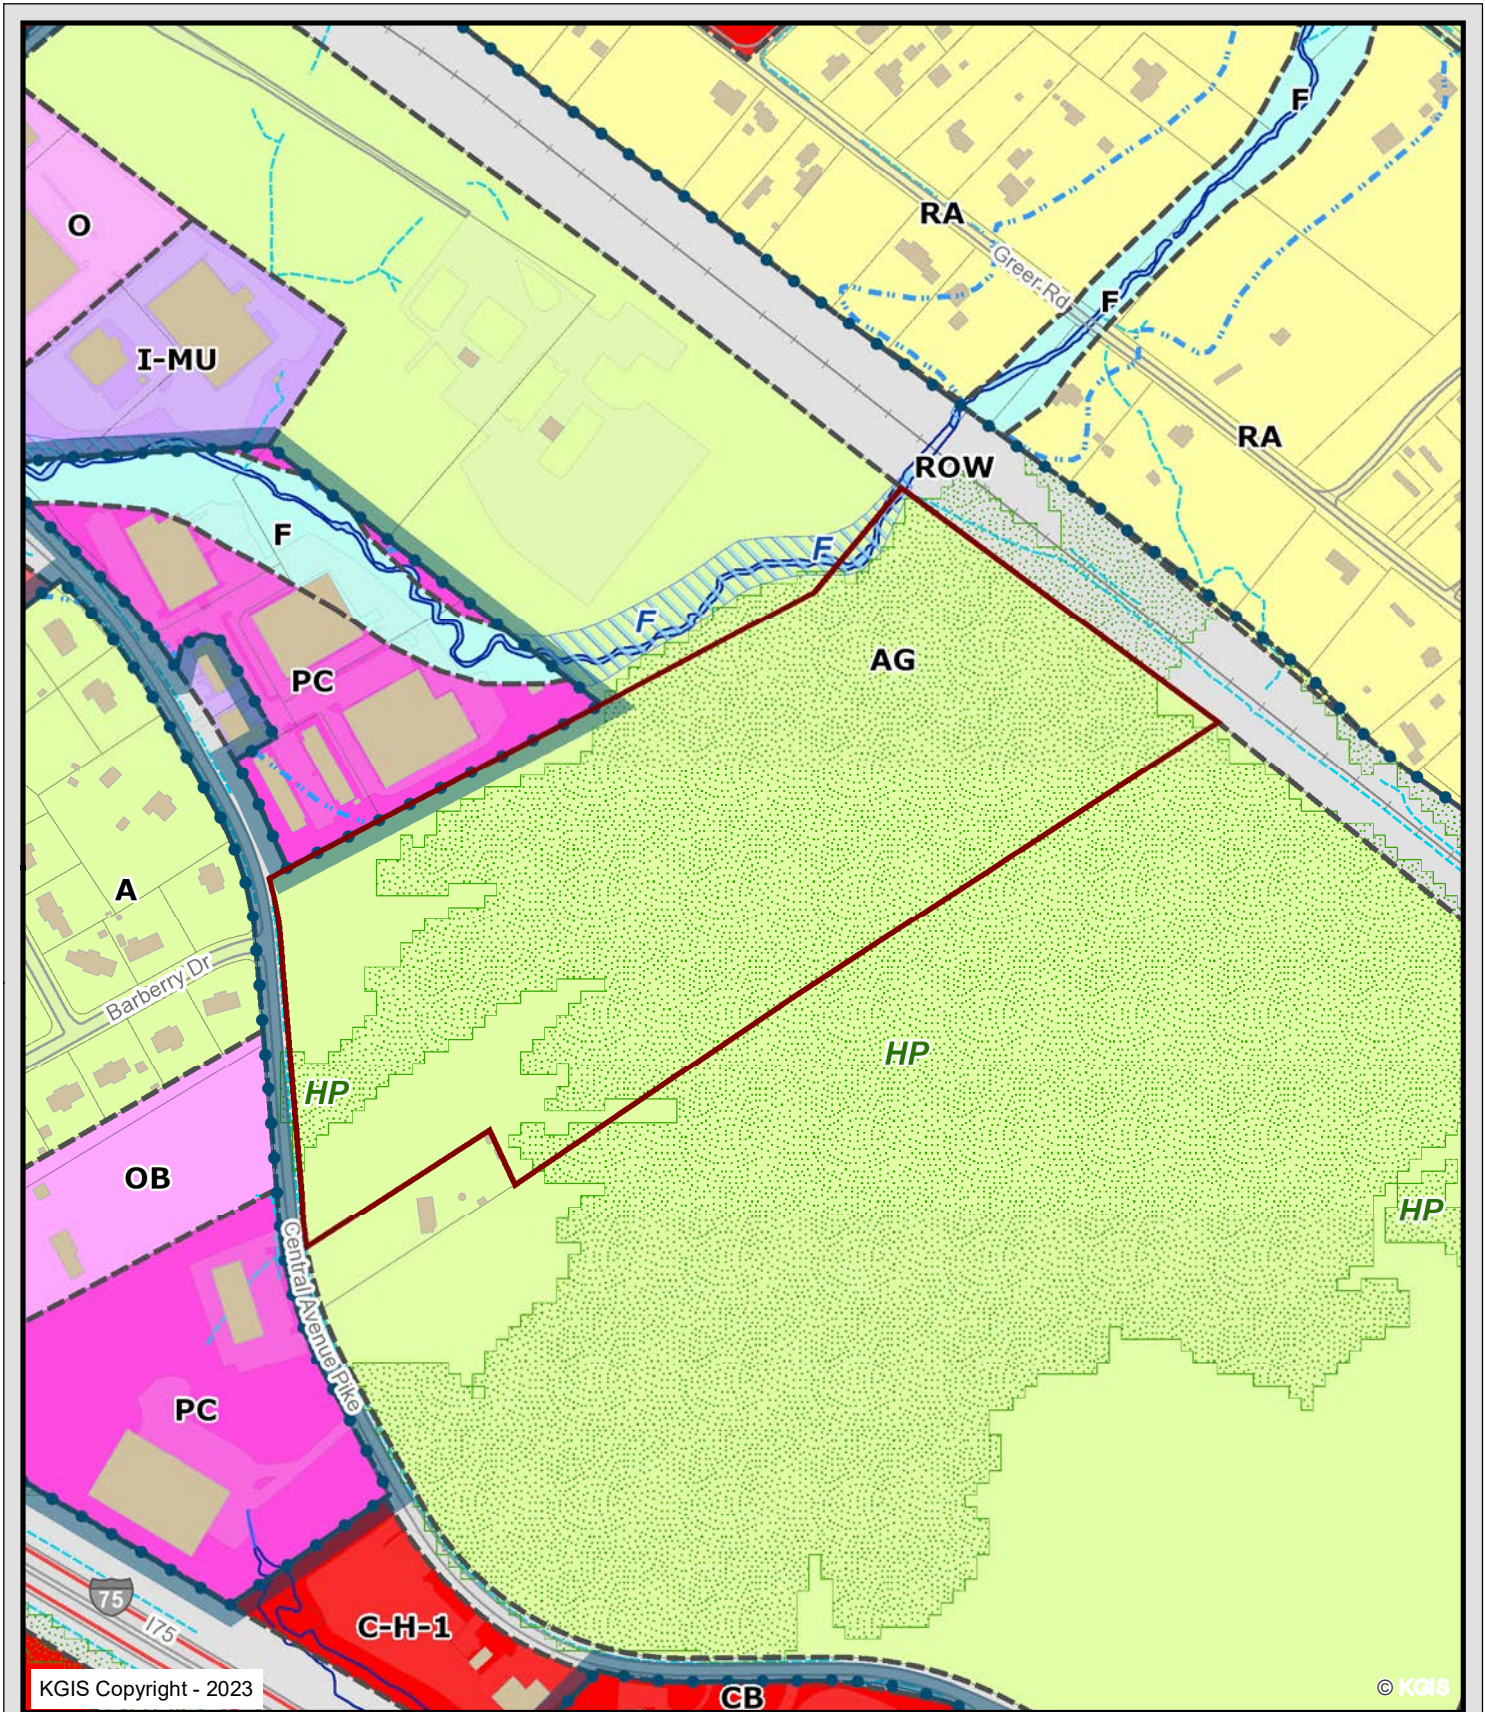 F
O
RA
Greer Rd
F
I-MU
RA
ROW
F
F
F
AG
PC
A
Barberry Dr
HP
HP
OB
HP
Central Avenue Pike
PC
75
I75
C-H-1
KGIS Copyright - 2023
CB
© KGIS